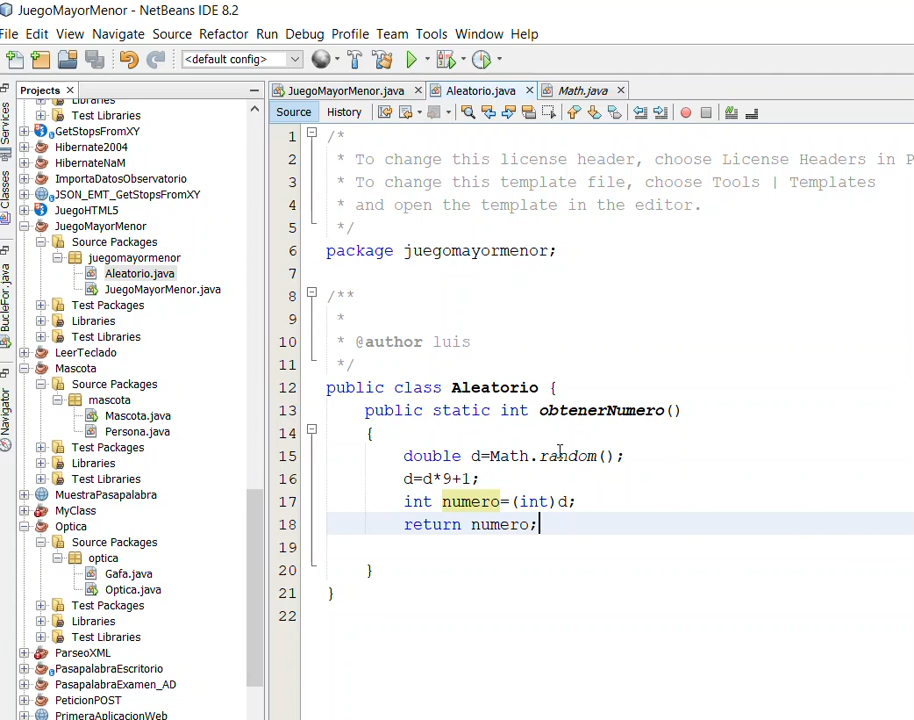 JuegoMayorMenor - NetBeans IDE 8.2
File Edit View Navigate Source Refactor Run Debug Profile Team Tools Window Help
<default config>
Projects
JuegoMayorMenor.java
Aleatorio.java
Math.java
Source
History
Services
Classes
BucleFor.java
Navigator
Libraries
Test Libraries
GetStopsFromXY
Hibernate2004
HibernateNaM
ImportaDatosObservatorio
JSON_EMT_GetStopsFromXY
JuegoHTML5
JuegoMayorMenor
Source Packages
juegomayormenor
Aleatorio.java
JuegoMayorMenor.java
Test Packages
Libraries
Test Libraries
LeerTeclado
Mascota
Source Packages
mascota
Mascota.java
Persona.java
Test Packages
Libraries
Test Libraries
MuestraPasapalabra
MyClass
Optica
Source Packages
optica
Gafa.java
Optica.java
Test Packages
Libraries
Test Libraries
ParseoXML
PasapalabraEscritorio
PasapalabraExamen_AD
PeticionPOST
PrimeraAplicacionWeb
1 /*
2 * To change this license header, choose License Headers in P
3 * To change this template file, choose Tools | Templates
4 * and open the template in the editor.
5 */
6 package juegomayormenor;
7
8 /**
9 *
10 * @author luis
11 */
12 public class Aleatorio {
13 public static int obtenerNumero()
14 {
15 double d=Math.random();
16 d=d*9+1;
17 int numero=(int)d;
18 return numero;
19
20 }
21 }
22